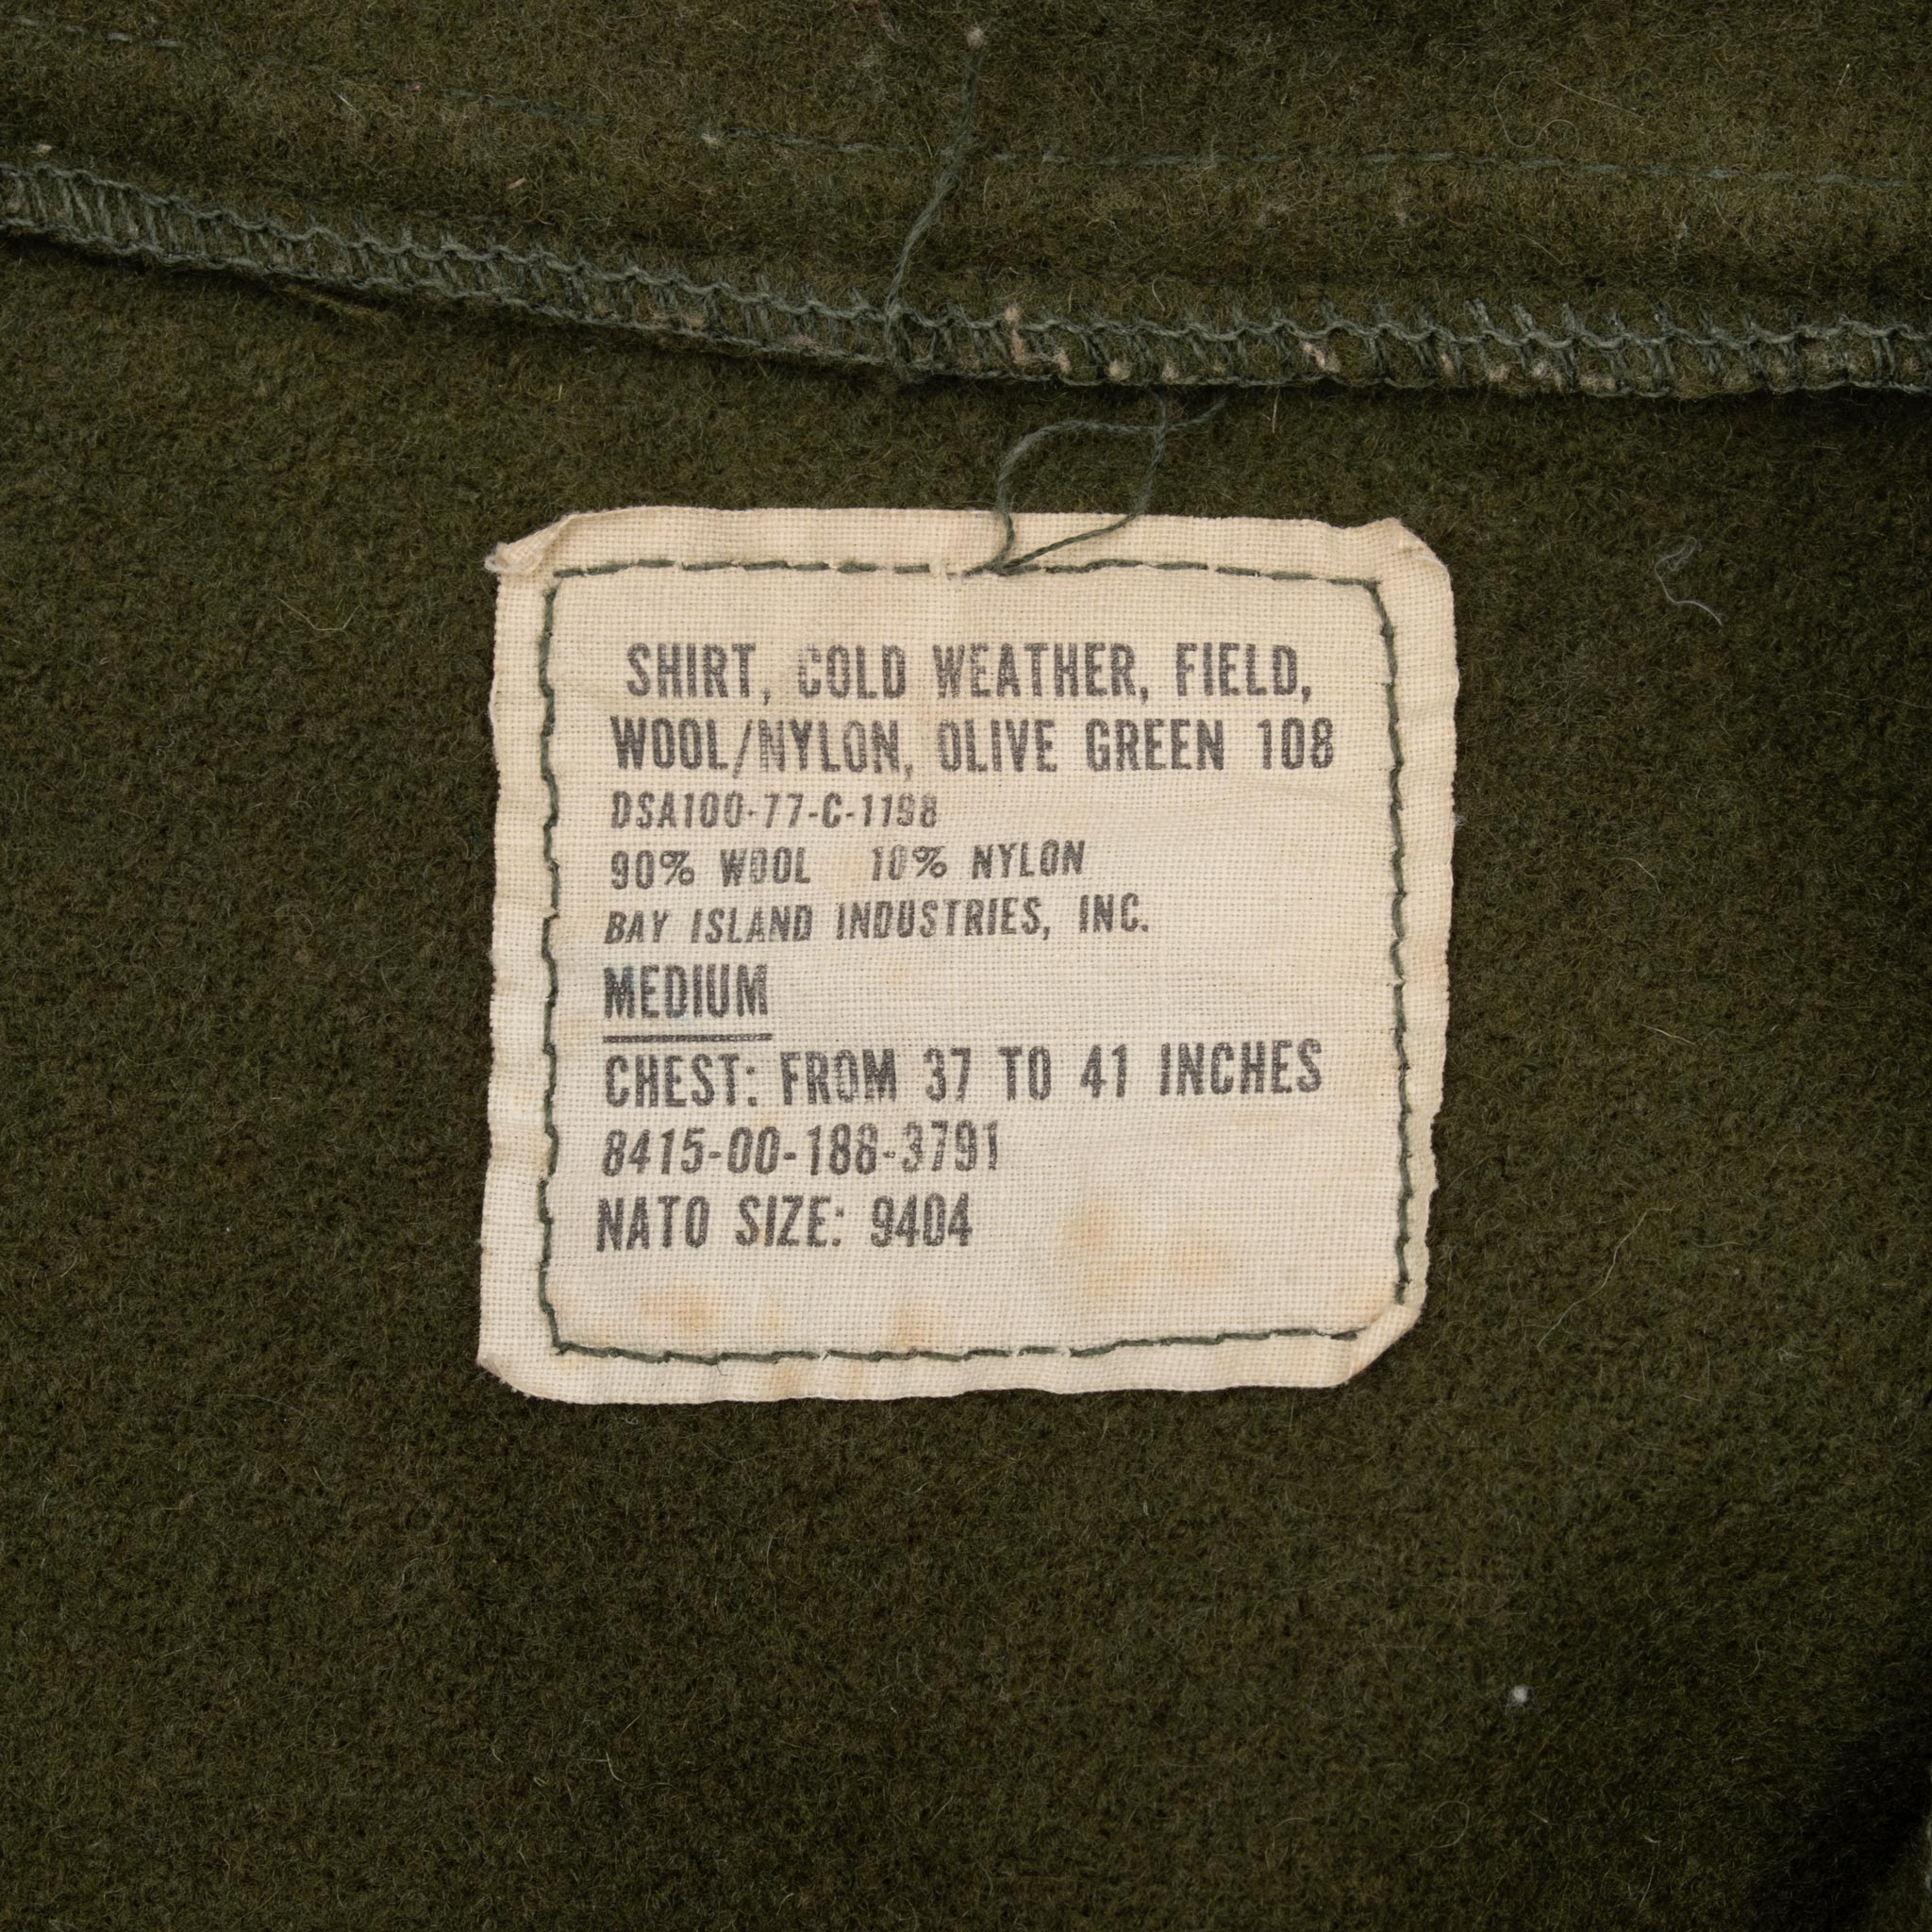 SHIRT, COLD WEATHER, FIELD,
WOOL/NYLON, OLIVE GREEN 108
DSA100-77-C-1198
90% WOOL 10% NYLON
BAY ISLAND INDUSTRIES, INC.
MEDIUM
CHEST: FROM 37 TO 41 INCHES
8415-00-188-3791
NATO SIZE: 9404